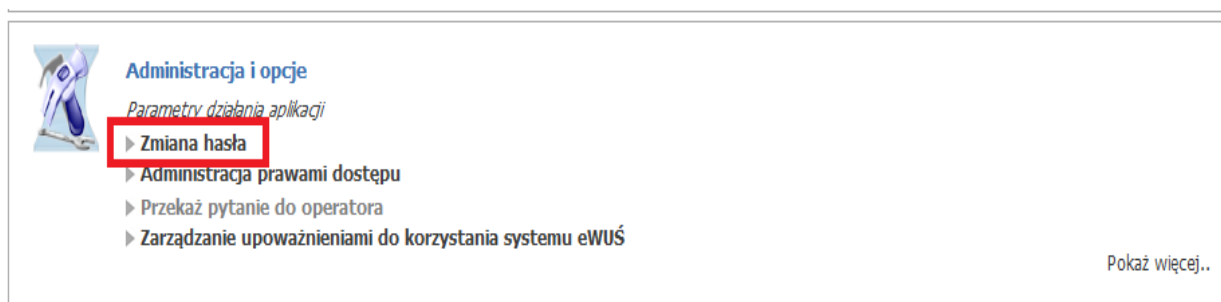 Administracja i opcje
Parametry działania aplikacji
Zmiana hasła
Administracja prawami dostępu
Przekaż pytanie do operatora
Zarządzanie upoważnieniami do korzystania systemu eWUŚ
Pokaż więcej..